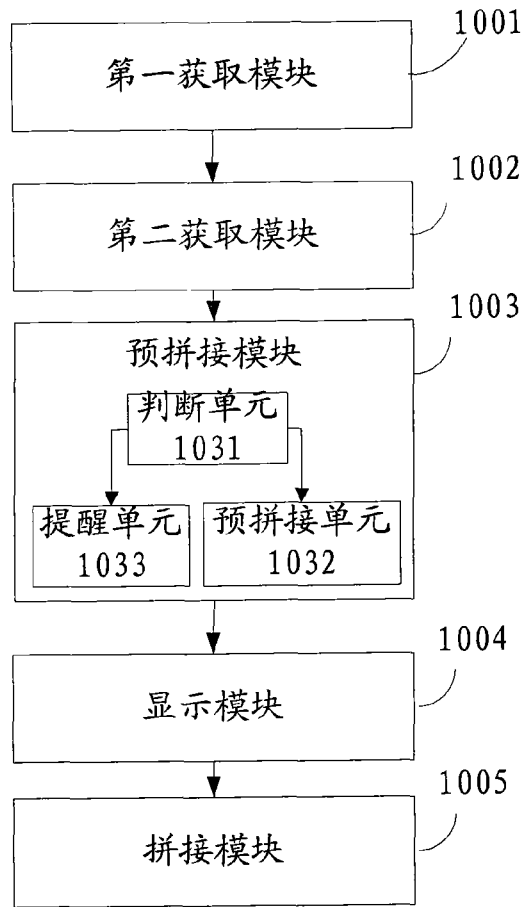 1001
第一获取模块
1002
第二获取模块
1003
预拼接模块
判断单元
1031
提醒单元
1033
预拼接单元
1032
1004
显示模块
1005
拼接模块